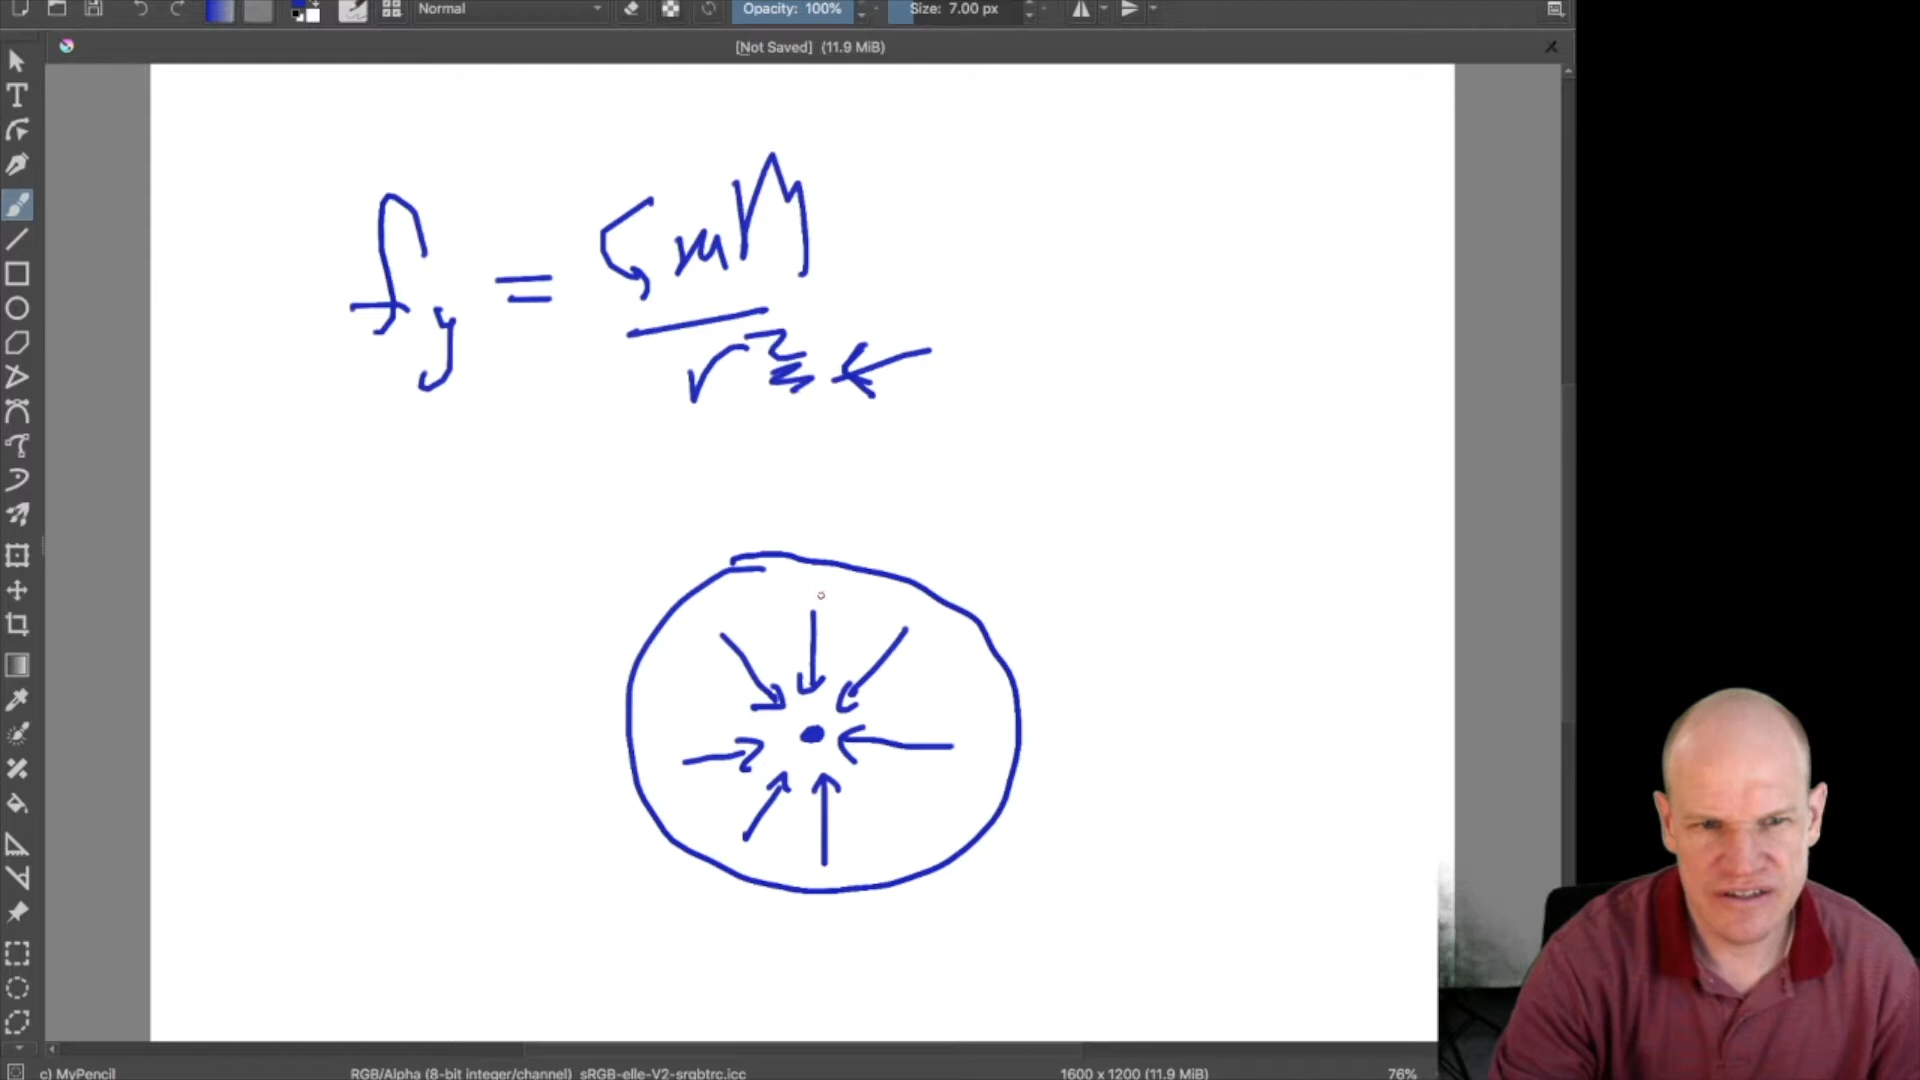 Normal
Opacity: 100%
Size: 7.00 px
[Not Saved] (11.9 MiB)
fg = GmM
r²
c) MyPencil
RGB/Alpha (8-bit integer/channel) sRGB-elle-V2-srgbtrc.icc
1600 x 1200 (11.9 MiB)
76%